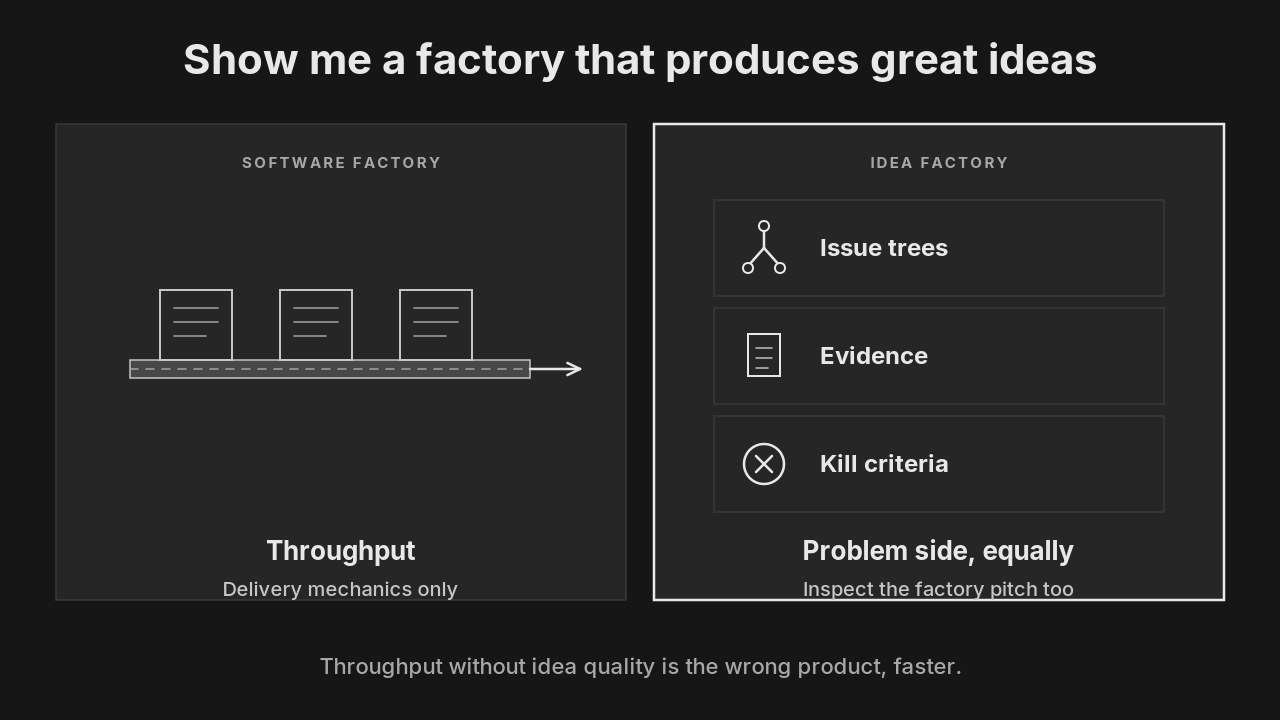 Show me a factory that produces great ideas
SOFTWARE FACTORY
Throughput
Delivery mechanics only
IDEA FACTORY
Issue trees
Evidence
Kill criteria
Problem side, equally
Inspect the factory pitch too
Throughput without idea quality is the wrong product, faster.